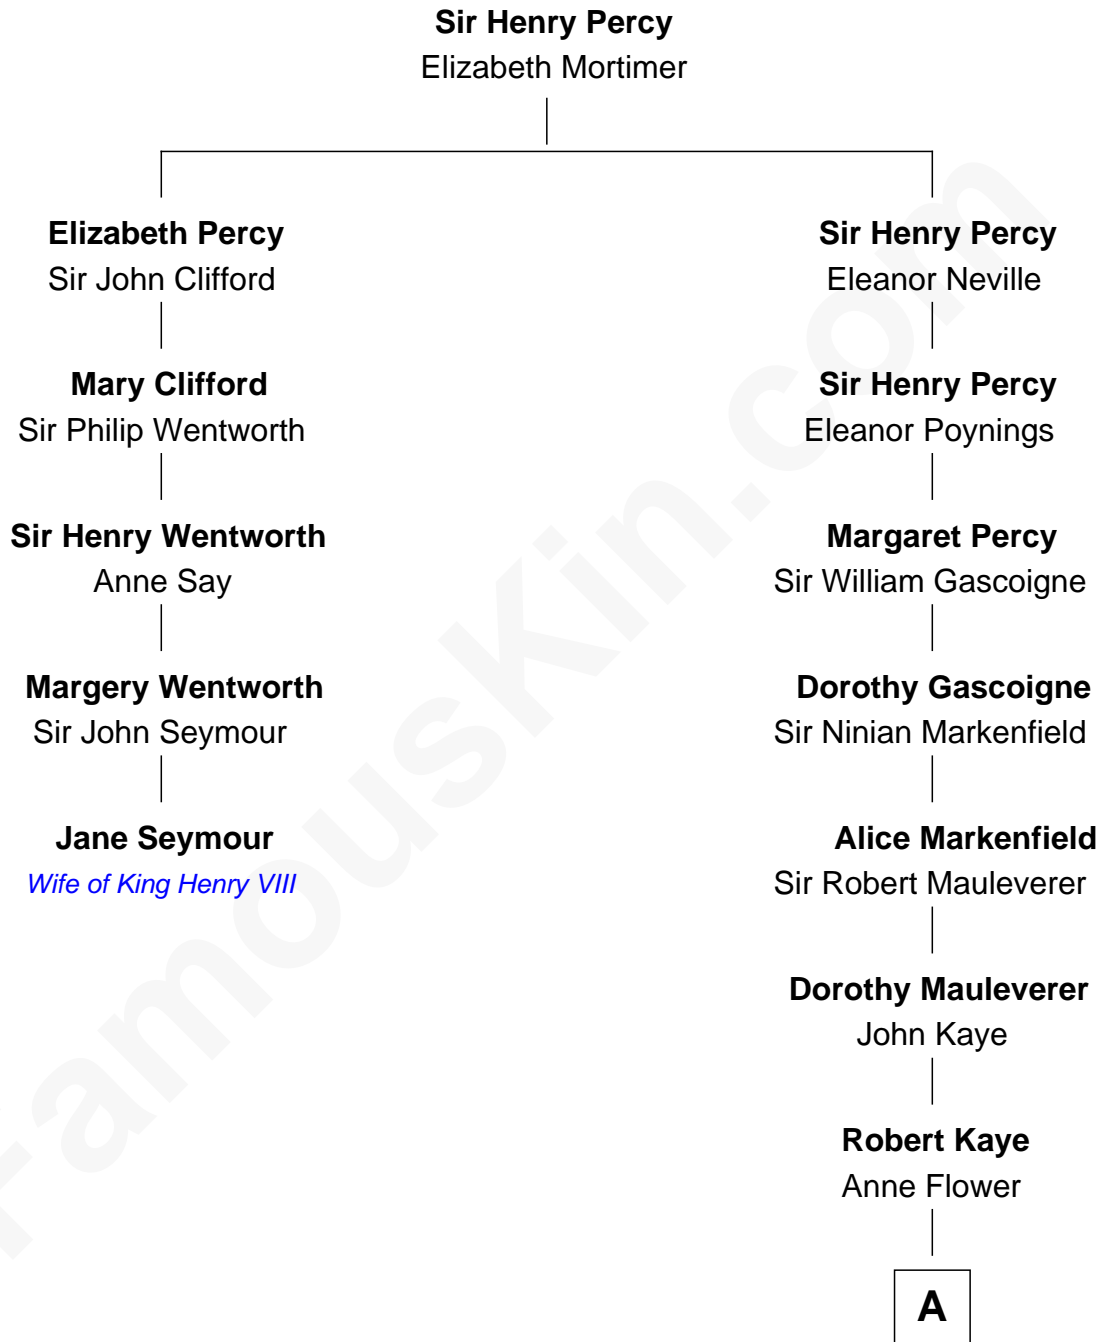 Sir Henry Percy
Elizabeth Mortimer
Elizabeth Percy
Sir John Clifford
Mary Clifford
Sir Philip Wentworth
Sir Henry Wentworth
Anne Say
Margery Wentworth
Sir John Seymour
Jane Seymour
Wife of King Henry VIII
Sir Henry Percy
Eleanor Neville
Sir Henry Percy
Eleanor Poynings
Margaret Percy
Sir William Gascoigne
Dorothy Gascoigne
Sir Ninian Markenfield
Alice Markenfield
Sir Robert Mauleverer
Dorothy Mauleverer
John Kaye
Robert Kaye
Anne Flower
A
FamousKin.com